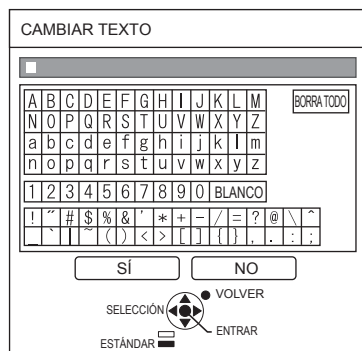 CAMBIAR TEXTO
A B C D E F G H I J K L M BORRA TODO
N O P Q R S T U V W X Y Z
a b c d e f g h i j k l m
n o p q r s t u v w x y z
1 2 3 4 5 6 7 8 9 0 BLANCO
! ˝ # $ % & ' * + - / = ? @ \ ^
_ ` | ~ ( ) < > [ ] { } , . : ;
SÍ NO
VOLVER
SELECCIÓN
ENTRAR
ESTÁNDAR